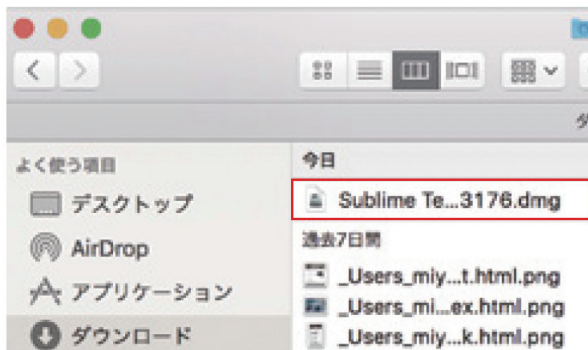 よく使う項目
デスクトップ
AirDrop
アプリケーション
ダウンロード
今日
Sublime Te...3176.dmg
過去7日間
_Users_miy...t.html.png
_Users_mi...ex.html.png
_Users_miy...k.html.png